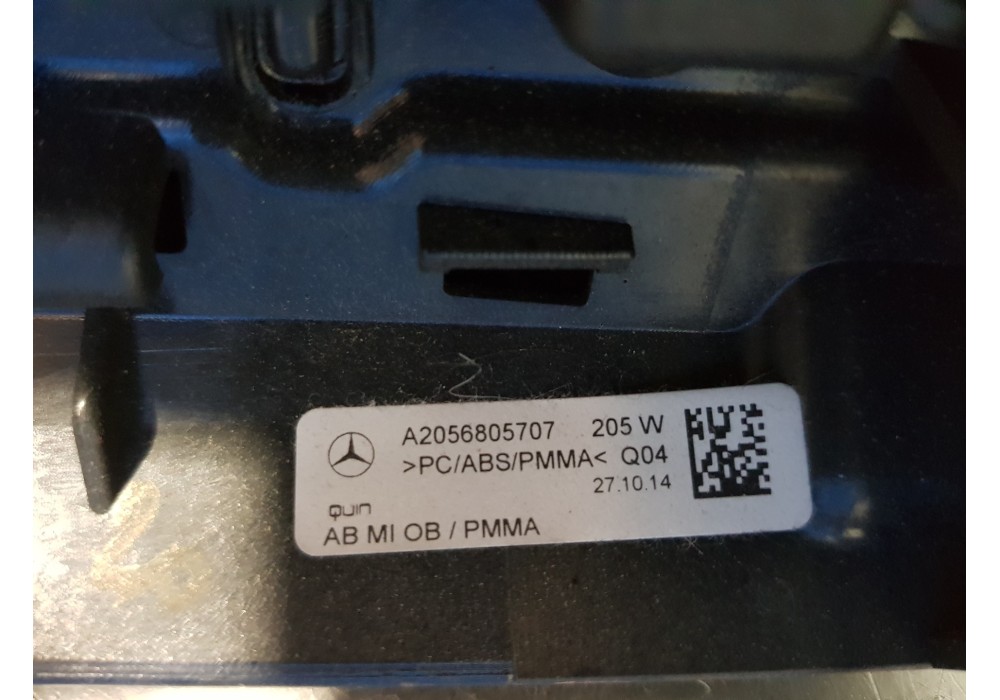 A2056805707 205 W
>PC/ABS/PMMA< Q04
27.10.14
quin
AB MI OB / PMMA